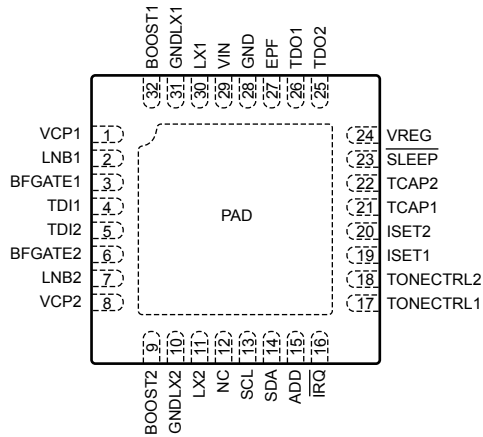 BOOST1
GNDLX1
LX1
VIN
GND
EPF
TDO1
TDO2
32
31
30
29
28
27
26
25
VCP1 1
LNB1 2
BFGATE1 3
TDI1 4
TDI2 5
BFGATE2 6
LNB2 7
VCP2 8
PAD
24 VREG
23 SLEEP
22 TCAP2
21 TCAP1
20 ISET2
19 ISET1
18 TONECTRL2
17 TONECTRL1
9
10
11
12
13
14
15
16
BOOST2
GNDLX2
LX2
NC
SCL
SDA
ADD
IRQ